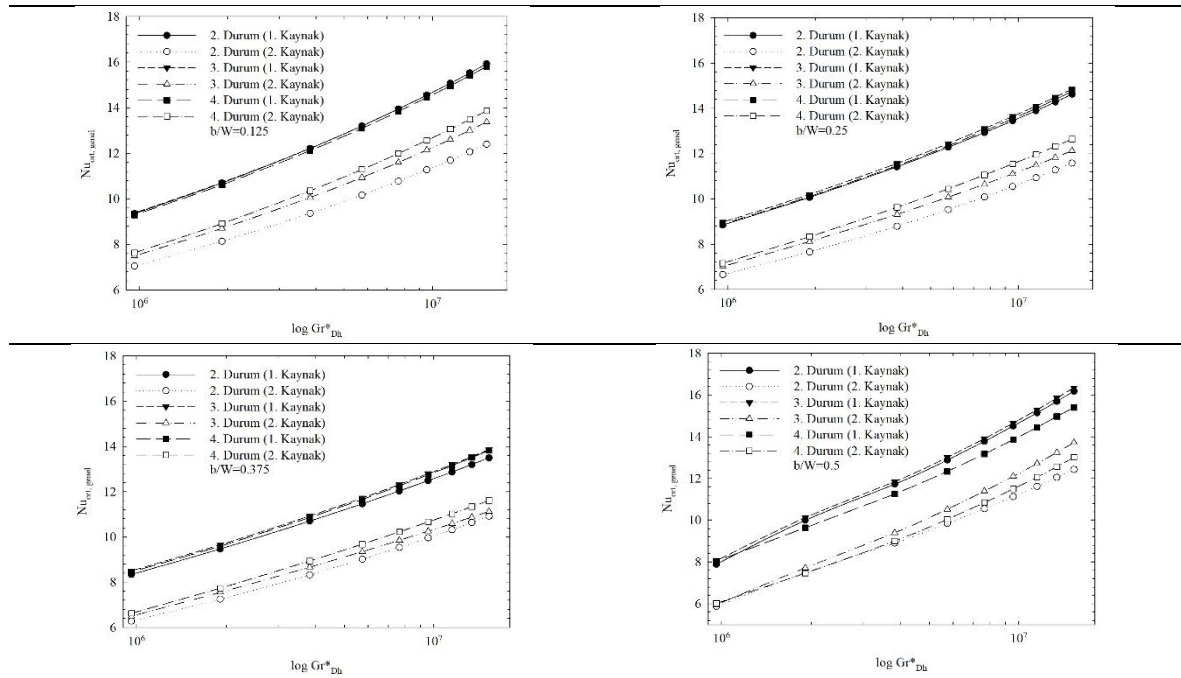 18
16
14
12
10
8
6
Nu ort, genel
2. Durum (1. Kaynak)
2. Durum (2. Kaynak)
3. Durum (1. Kaynak)
3. Durum (2. Kaynak)
4. Durum (1. Kaynak)
4. Durum (2. Kaynak)
b/W=0.125
10⁶
10⁷
log Gr*Dh
18
16
14
12
10
8
6
Nu ort, genel
2. Durum (1. Kaynak)
2. Durum (2. Kaynak)
3. Durum (1. Kaynak)
3. Durum (2. Kaynak)
4. Durum (1. Kaynak)
4. Durum (2. Kaynak)
b/W=0.25
10⁶
10⁷
log Gr*Dh
18
16
14
12
10
8
6
Nu ort, genel
2. Durum (1. Kaynak)
2. Durum (2. Kaynak)
3. Durum (1. Kaynak)
3. Durum (2. Kaynak)
4. Durum (1. Kaynak)
4. Durum (2. Kaynak)
b/W=0.375
10⁶
10⁷
log Gr*Dh
18
16
14
12
10
8
6
Nu ort, genel
2. Durum (1. Kaynak)
2. Durum (2. Kaynak)
3. Durum (1. Kaynak)
3. Durum (2. Kaynak)
4. Durum (1. Kaynak)
4. Durum (2. Kaynak)
b/W=0.5
10⁶
10⁷
log Gr*Dh